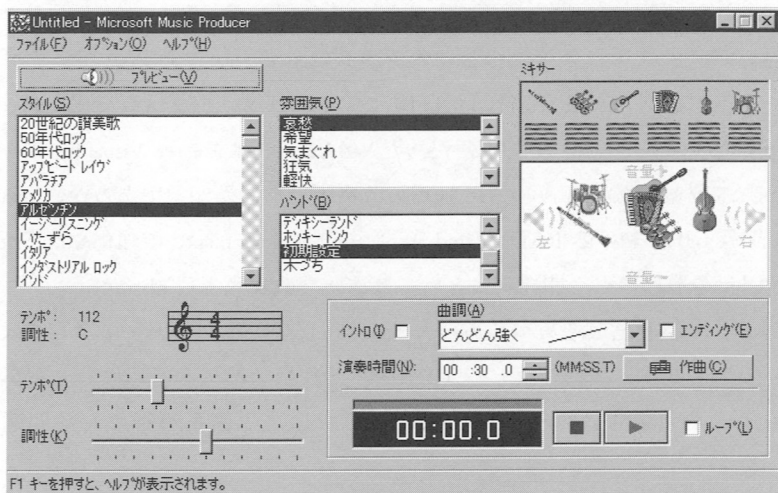 Untitled - Microsoft Music Producer
ファイル(F) オプション(O) ヘルプ(H)
プレビュー(V)
スタイル(S)
20世紀の讃美歌
50年代ロック
60年代ロック
アップビート レイヴ
アパラチア
アメリカ
アルゼンチン
イージーリスニング
いたずら
イタリア
インダストリアル ロック
インド
雰囲気(P)
哀愁
希望
気まぐれ
狂気
軽快
バンド(B)
ディキシーランド
ホンキー トンク
初期設定
木づち
ミキサー
音量+
左
右
音量-
テンポ: 112
調性: C
4
4
テンポ(T)
調性(K)
曲調(A)
イントロ(I)
どんどん強く
エンディング(E)
演奏時間(N):
00 :30 .0
(MM:SS.T)
作曲(C)
00:00.0
ループ(L)
F1 キーを押すと、ヘルプが表示されます。